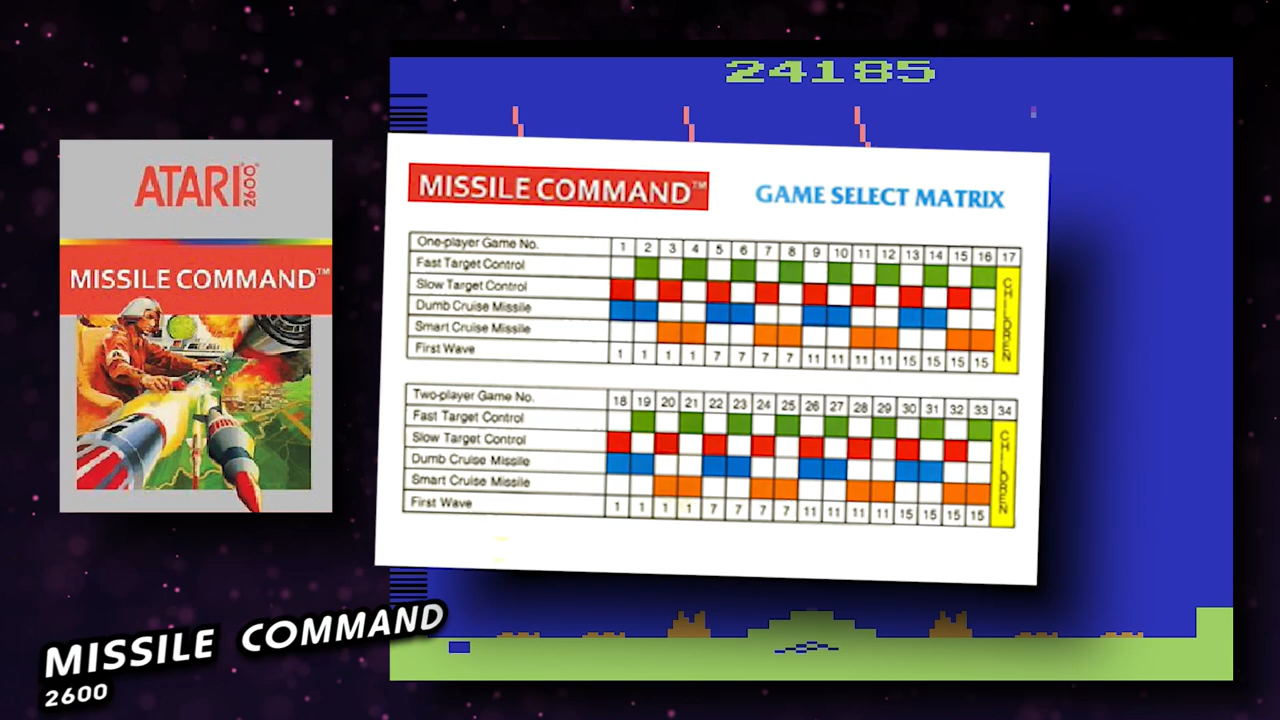 24185
ATARI 2600
MISSILE COMMAND™
MISSILE COMMAND™ GAME SELECT MATRIX
One-player Game No. 1 2 3 4 5 6 7 8 9 10 11 12 13 14 15 16 17
Fast Target Control
Slow Target Control
Dumb Cruise Missile
Smart Cruise Missile
First Wave 1 1 1 1 7 7 7 7 11 11 11 11 15 15 15 15
CHILDREN
Two-player Game No. 18 19 20 21 22 23 24 25 26 27 28 29 30 31 32 33 34
Fast Target Control
Slow Target Control
Dumb Cruise Missile
Smart Cruise Missile
First Wave 1 1 1 1 7 7 7 7 11 11 11 11 15 15 15 15
CHILDREN
MISSILE COMMAND
2600